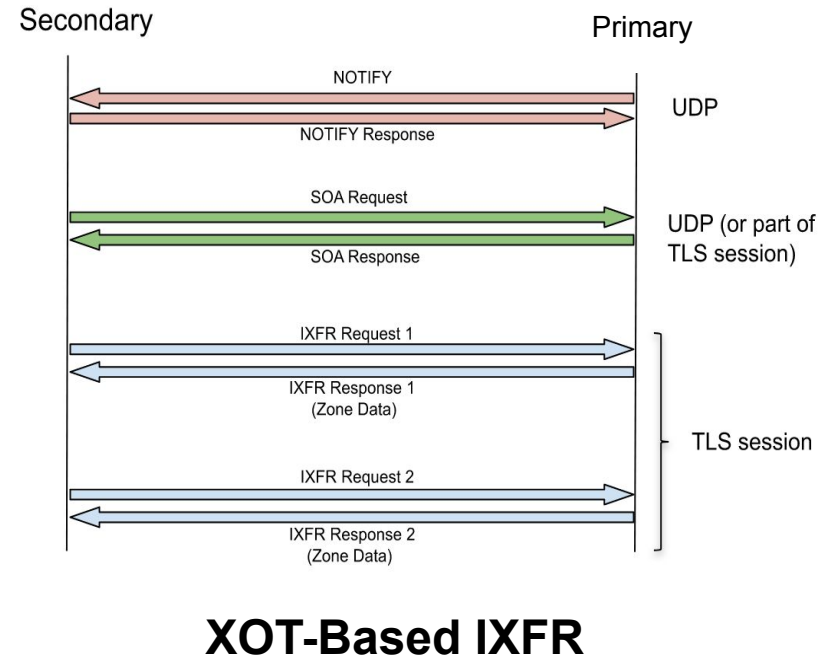 Secondary
Primary
NOTIFY
UDP
NOTIFY Response
SOA Request
UDP (or part of
TLS session)
SOA Response
IXFR Request 1
IXFR Response 1
(Zone Data)
TLS session
IXFR Request 2
IXFR Response 2
(Zone Data)
XOT-Based IXFR